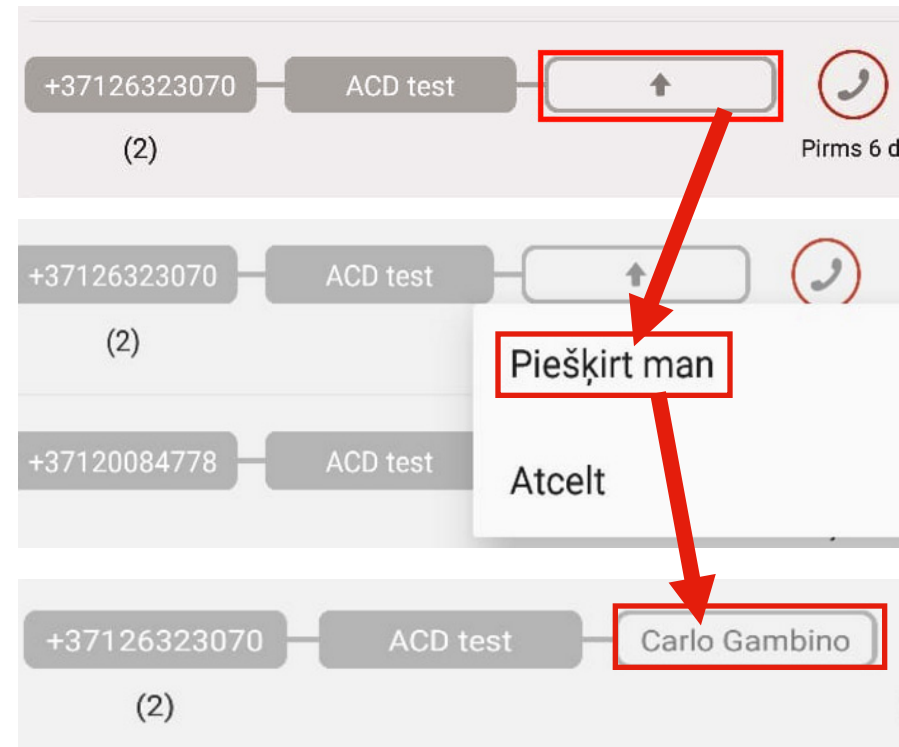 +37126323070 ACD test
(2) Pirms 6 d
+37126323070 ACD test
(2)
Piešķirt man
+37120084778 ACD test
Atcelt
+37126323070 ACD test Carlo Gambino
(2)